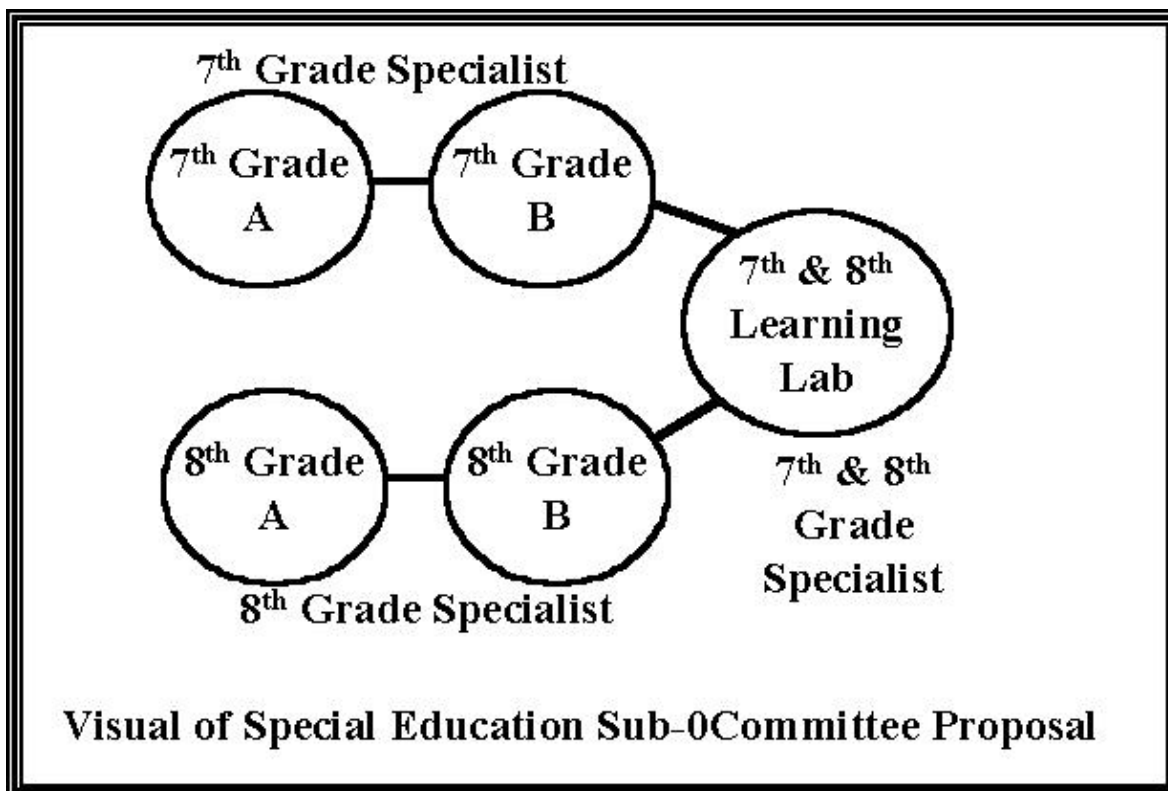 7th Grade Specialist
7th Grade
A
7th Grade
B
7th & 8th
Learning
Lab
8th Grade
A
8th Grade
B
8th Grade Specialist
7th & 8th
Grade
Specialist
Visual of Special Education Sub-0Committee Proposal